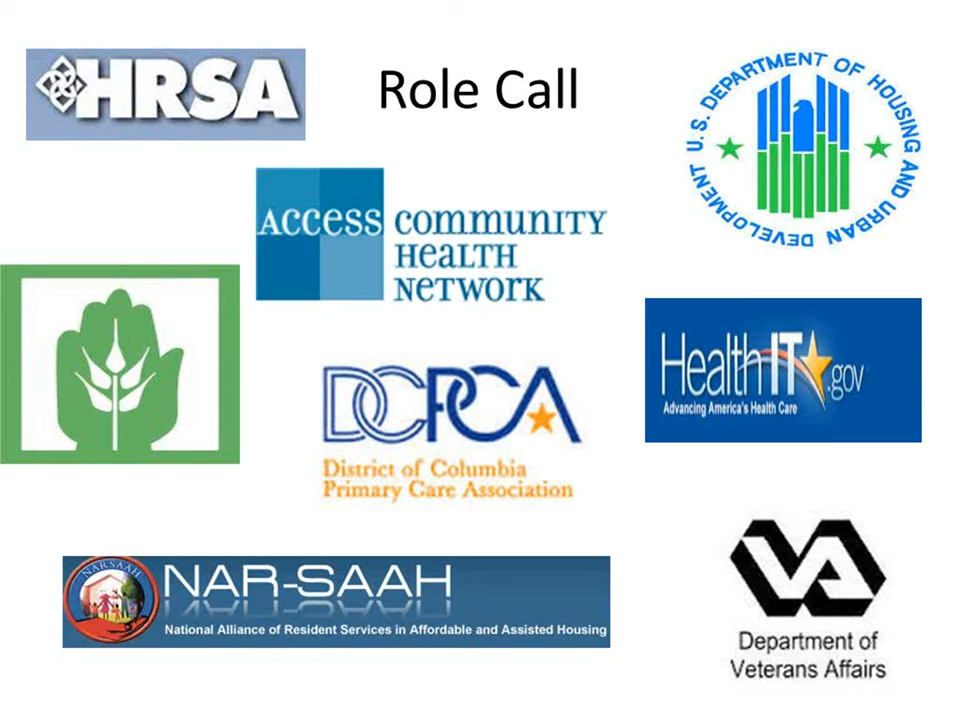 HRSA
Role Call
U.S. DEPARTMENT OF HOUSING AND URBAN DEVELOPMENT
ACCESS COMMUNITY
HEALTH
NETWORK
HealthIT.gov
Advancing America's Health Care
DCPCA
District of Columbia
Primary Care Association
NARSAAH
NAR-SAAH
National Alliance of Resident Services in Affordable and Assisted Housing
VA
Department of
Veterans Affairs